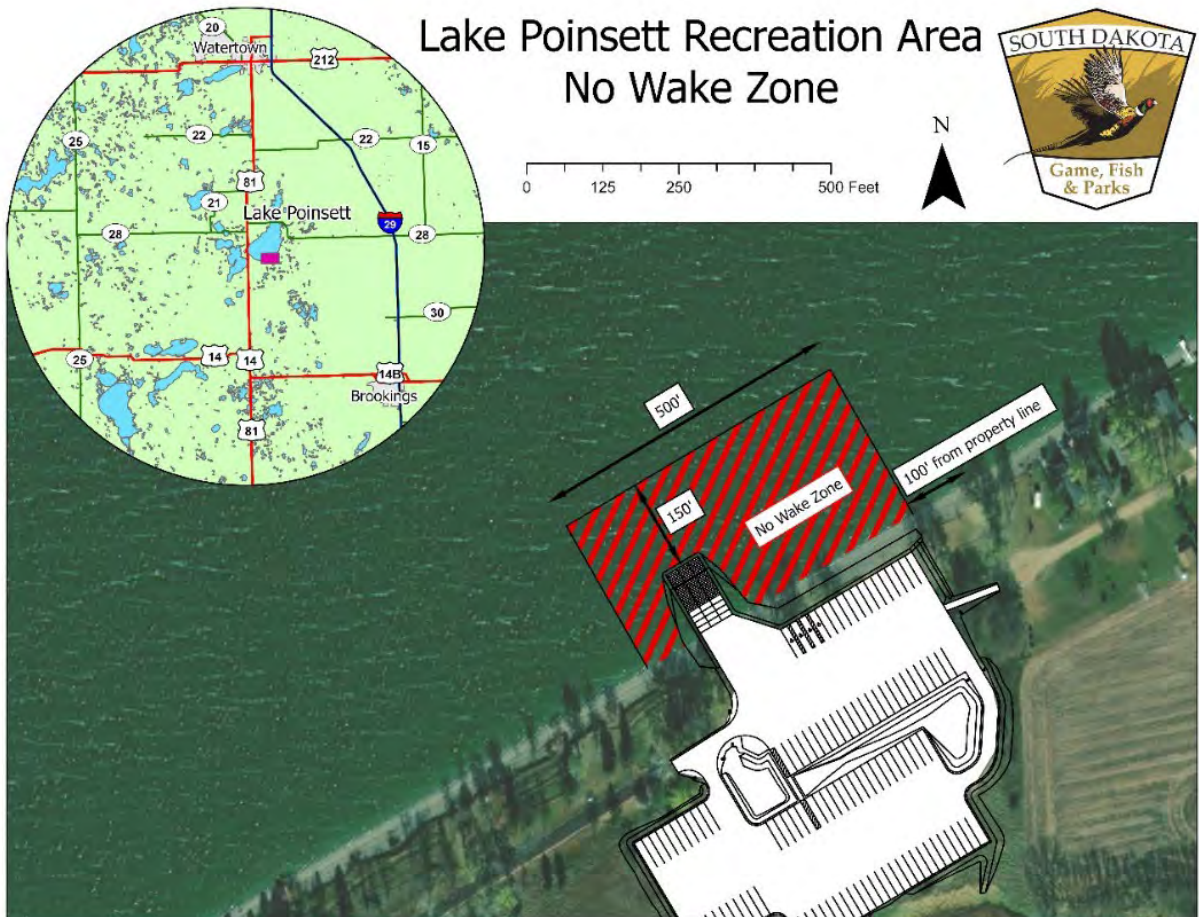 Lake Poinsett Recreation Area
No Wake Zone
0 125 250 500 Feet
N
SOUTH DAKOTA
Game, Fish
& Parks
20
Watertown
212
25
22
22
15
81
21
Lake Poinsett
29
28
28
30
25
14
14
14B
Brookings
81
500'
150'
No Wake Zone
100' from property line